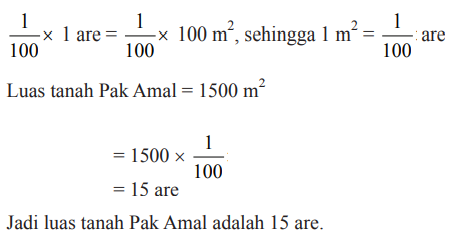 1/100 × 1 are = 1/100 × 100 m², sehingga 1 m² = 1/100 are
Luas tanah Pak Amal = 1500 m²
= 1500 × 1/100
= 15 are
Jadi luas tanah Pak Amal adalah 15 are.